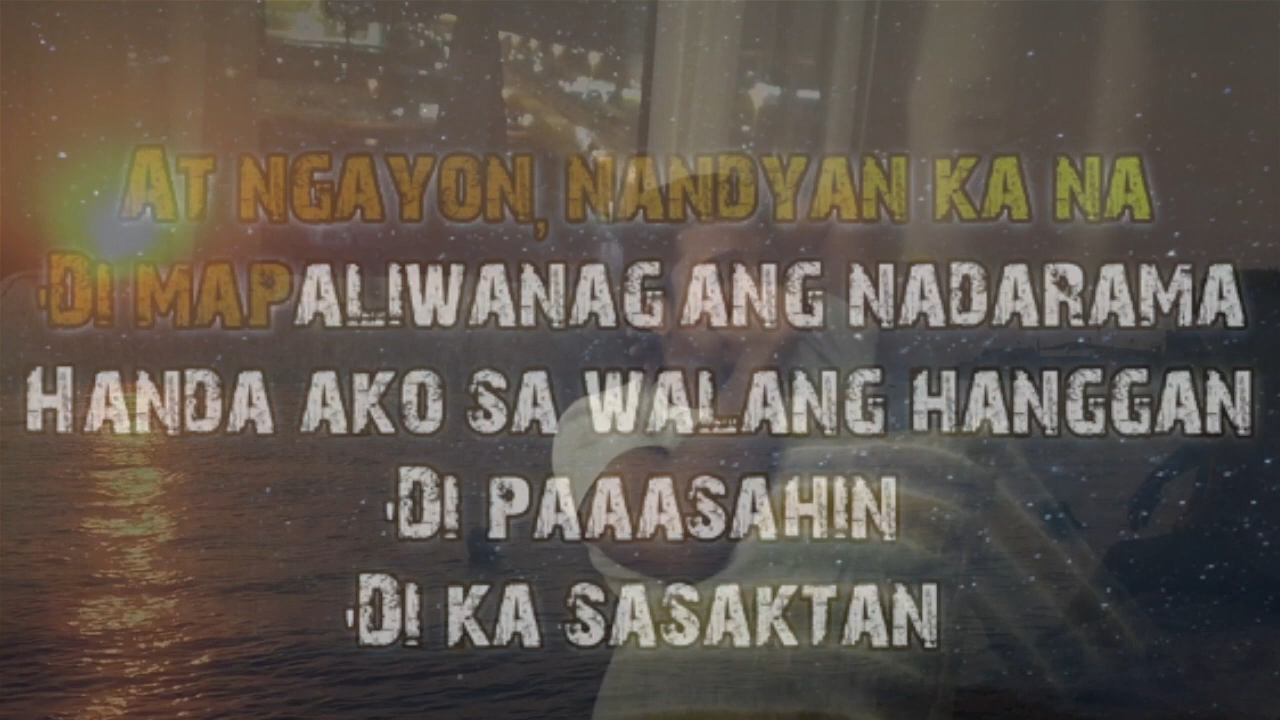 At ngayon, nandyan ka na
'Di mapaliwanag ang nadarama
Handa ako sa walang hanggan
'Di paaasahin
'Di ka sasaktan